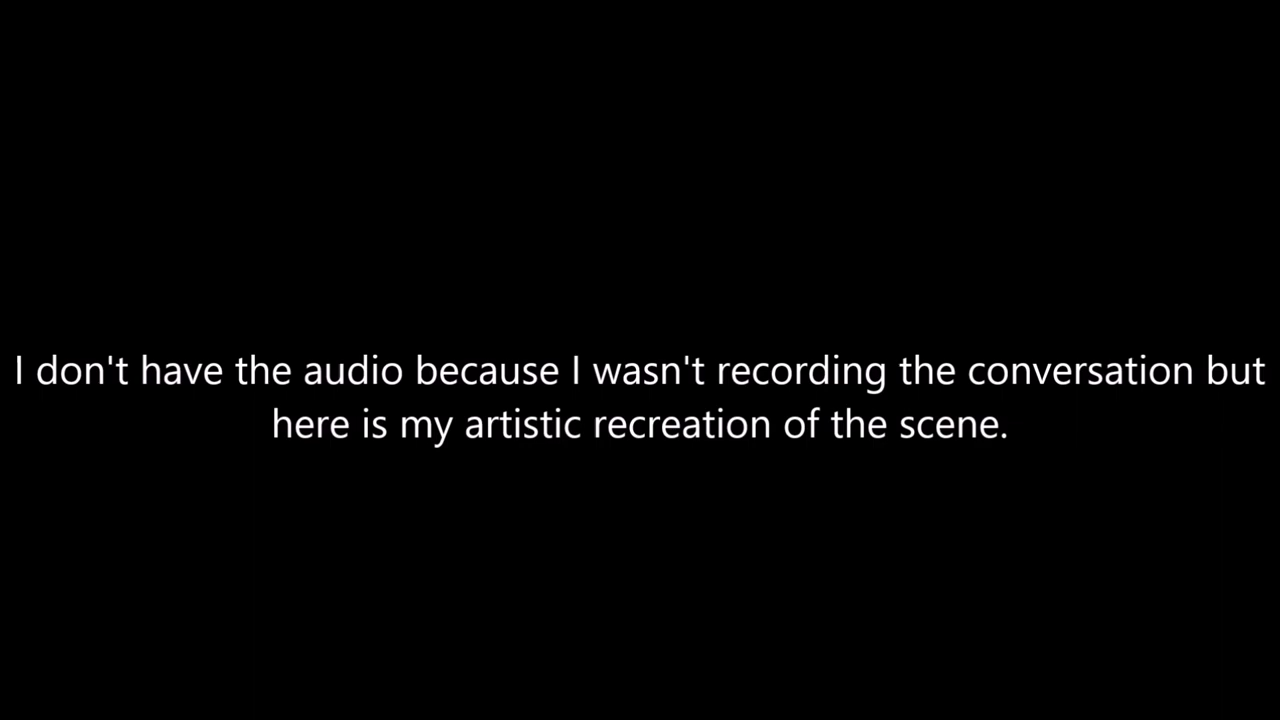 I don't have the audio because I wasn't recording the conversation but
here is my artistic recreation of the scene.